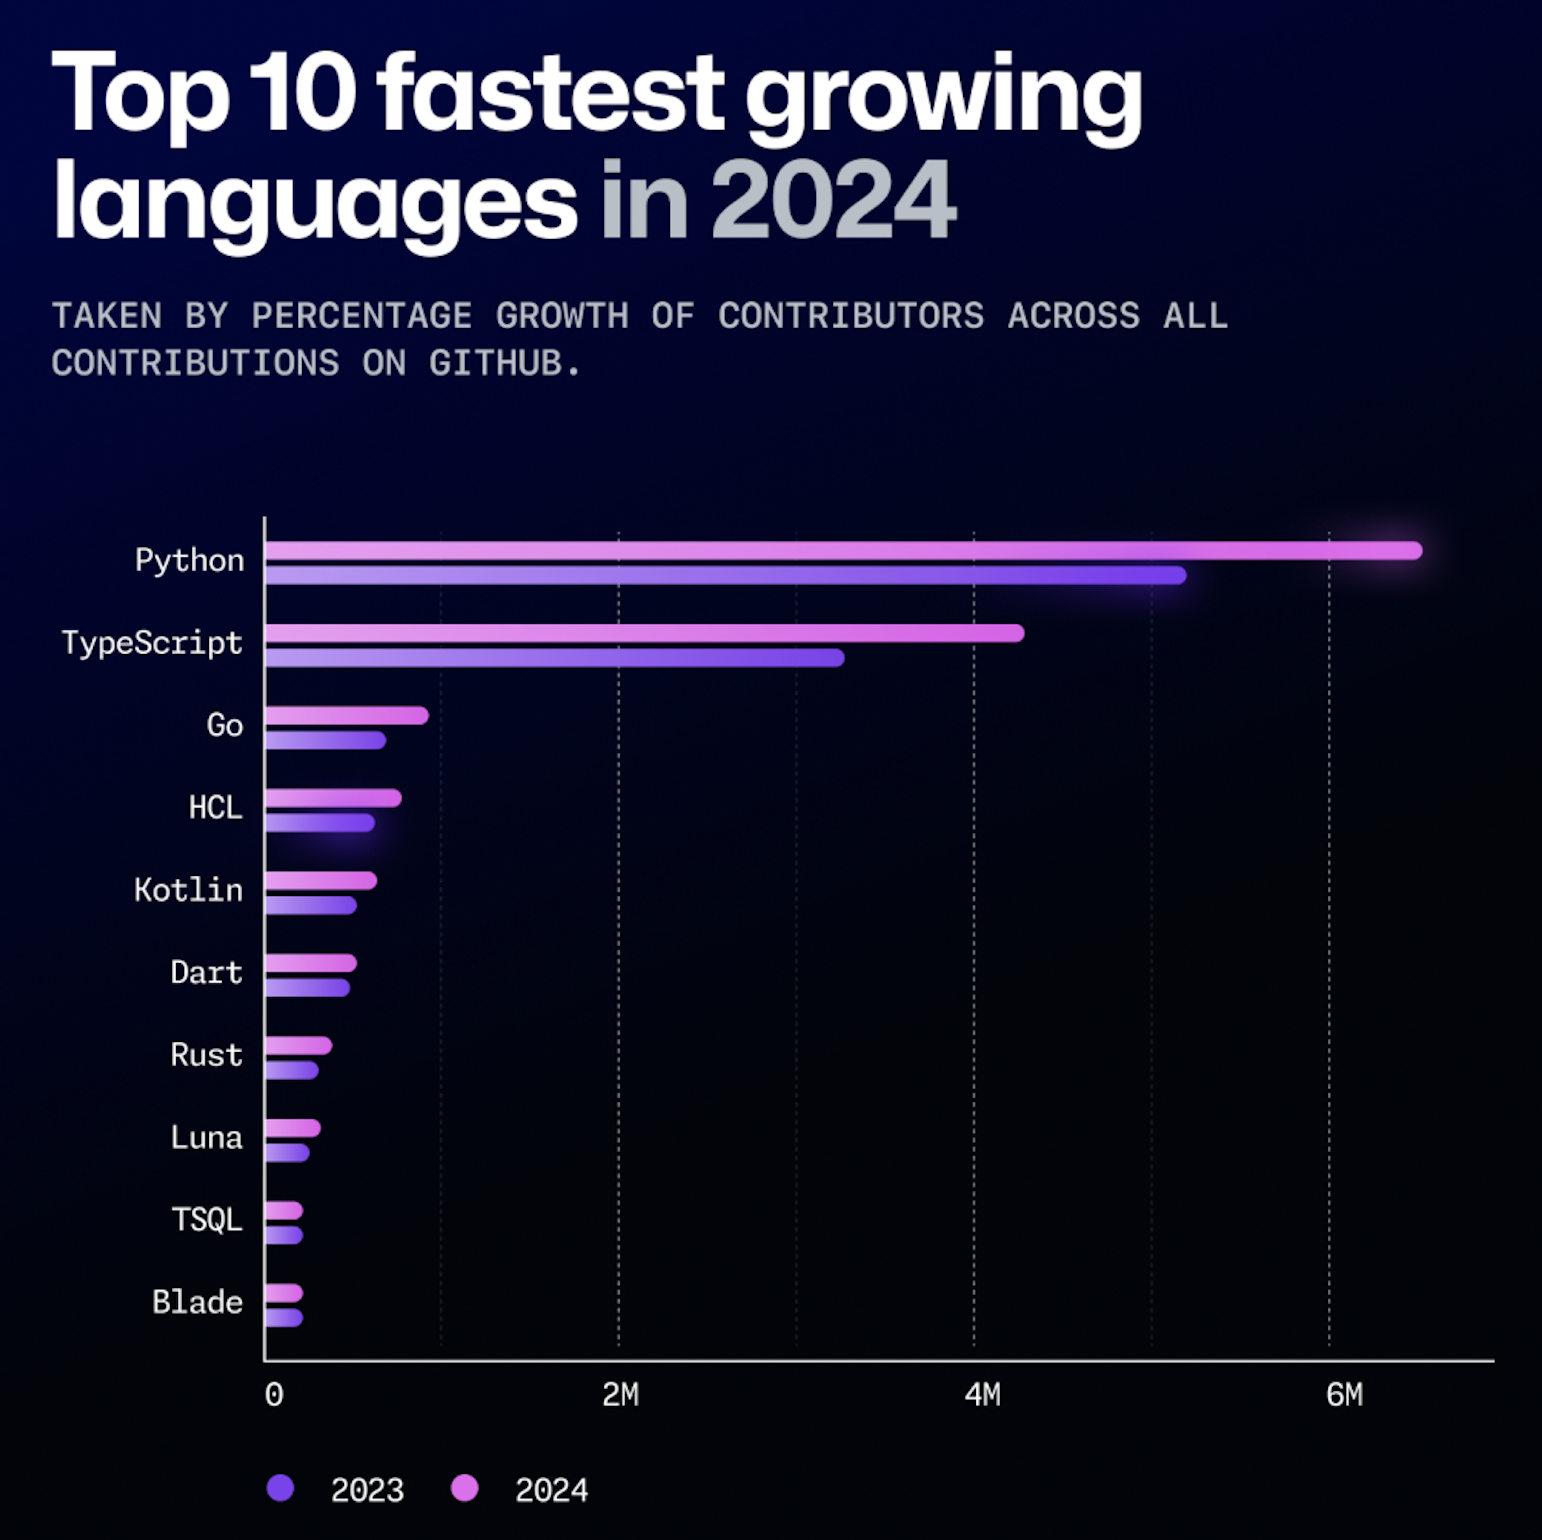 Top 10 fastest growing
languages in 2024
TAKEN BY PERCENTAGE GROWTH OF CONTRIBUTORS ACROSS ALL
CONTRIBUTIONS ON GITHUB.
Python
TypeScript
Go
HCL
Kotlin
Dart
Rust
Luna
TSQL
Blade
0 2M 4M 6M
2023 2024